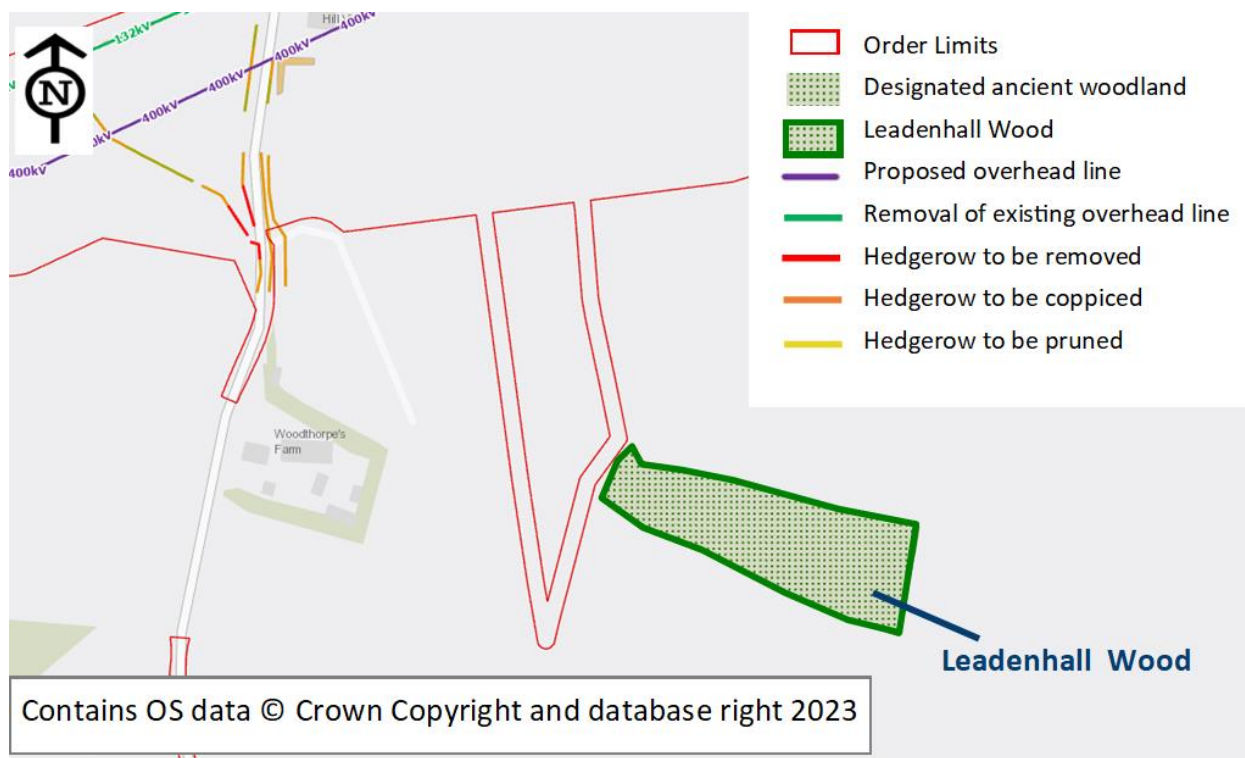 Hill
132kV
400kV
400kV
400kV
400kV
400kV
N
Order Limits
Designated ancient woodland
Leadenhall Wood
Proposed overhead line
Removal of existing overhead line
Hedgerow to be removed
Hedgerow to be coppiced
Hedgerow to be pruned
Woodthorpe's
Farm
Leadenhall Wood
Contains OS data © Crown Copyright and database right 2023